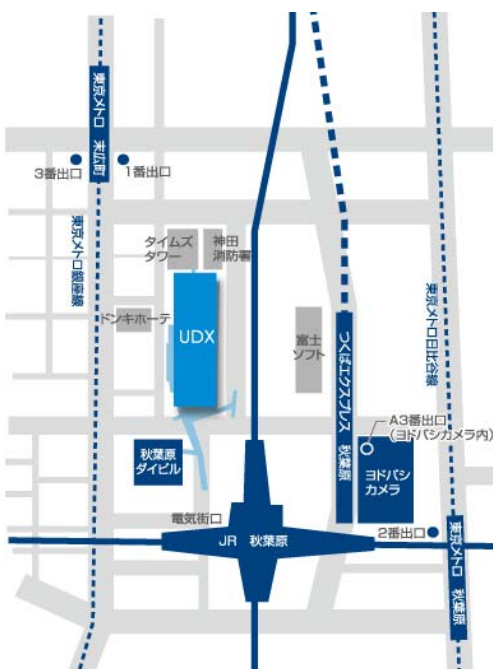 東京メトロ 末広町
3番出口
1番出口
東京メトロ銀座線
タイムズ
タワー
神田
消防署
ドンキホーテ
UDX
富士
ソフト
つくばエクスプレス 秋葉原
東京メトロ日比谷線
A3番出口
(ヨドバシカメラ内)
秋葉原
ダイビル
ヨドバシ
カメラ
電気街口
JR 秋葉原
2番出口
東京メトロ 秋葉原